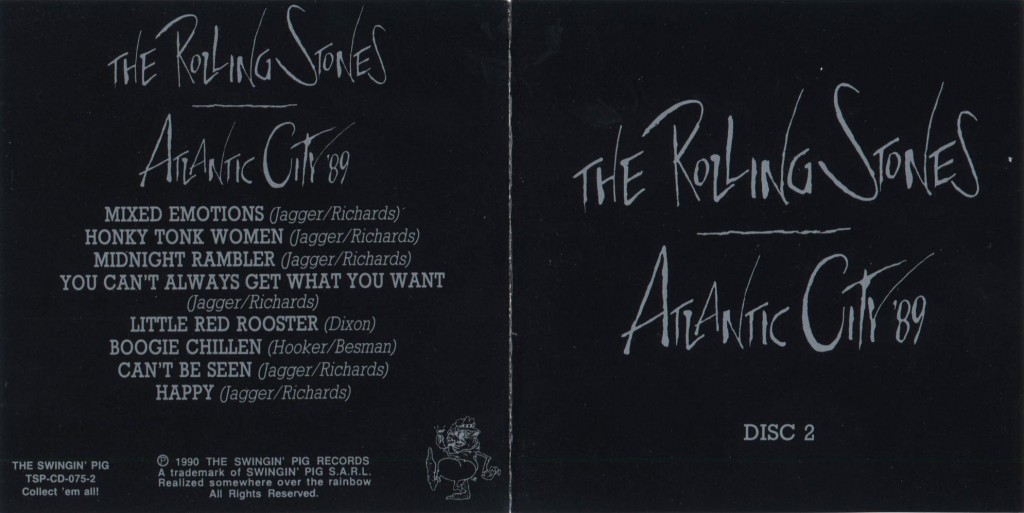 THE ROLLING STONES
ATLANTIC CITY '89
MIXED EMOTIONS (Jagger/Richards)
HONKY TONK WOMEN (Jagger/Richards)
MIDNIGHT RAMBLER (Jagger/Richards)
YOU CAN'T ALWAYS GET WHAT YOU WANT
(Jagger/Richards)
LITTLE RED ROOSTER (Dixon)
BOOGIE CHILLEN (Hooker/Besman)
CAN'T BE SEEN (Jagger/Richards)
HAPPY (Jagger/Richards)
THE SWINGIN' PIG
TSP-CD-075-2
Collect 'em all!
℗ 1990 THE SWINGIN' PIG RECORDS
A trademark of SWINGIN' PIG S.A.R.L.
Realized somewhere over the rainbow
All Rights Reserved.
THE ROLLING STONES
ATLANTIC CITY '89
DISC 2